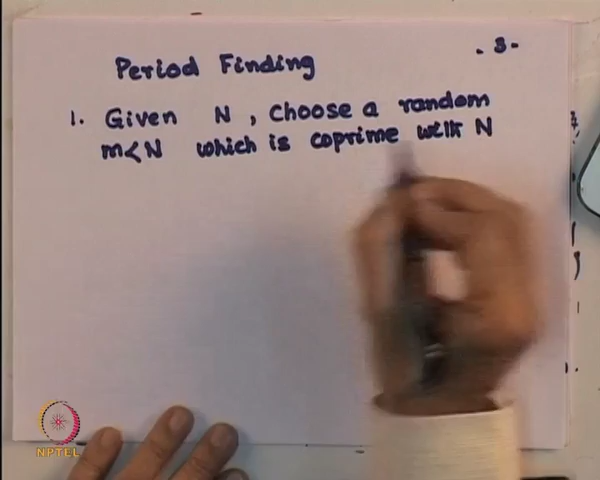 - 3 -
Period Finding
1. Given N, Choose a random
m<N which is coprime with N
NPTEL